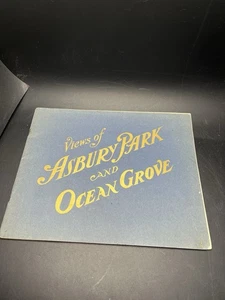 Views of
ASBURY PARK
AND
OCEAN GROVE